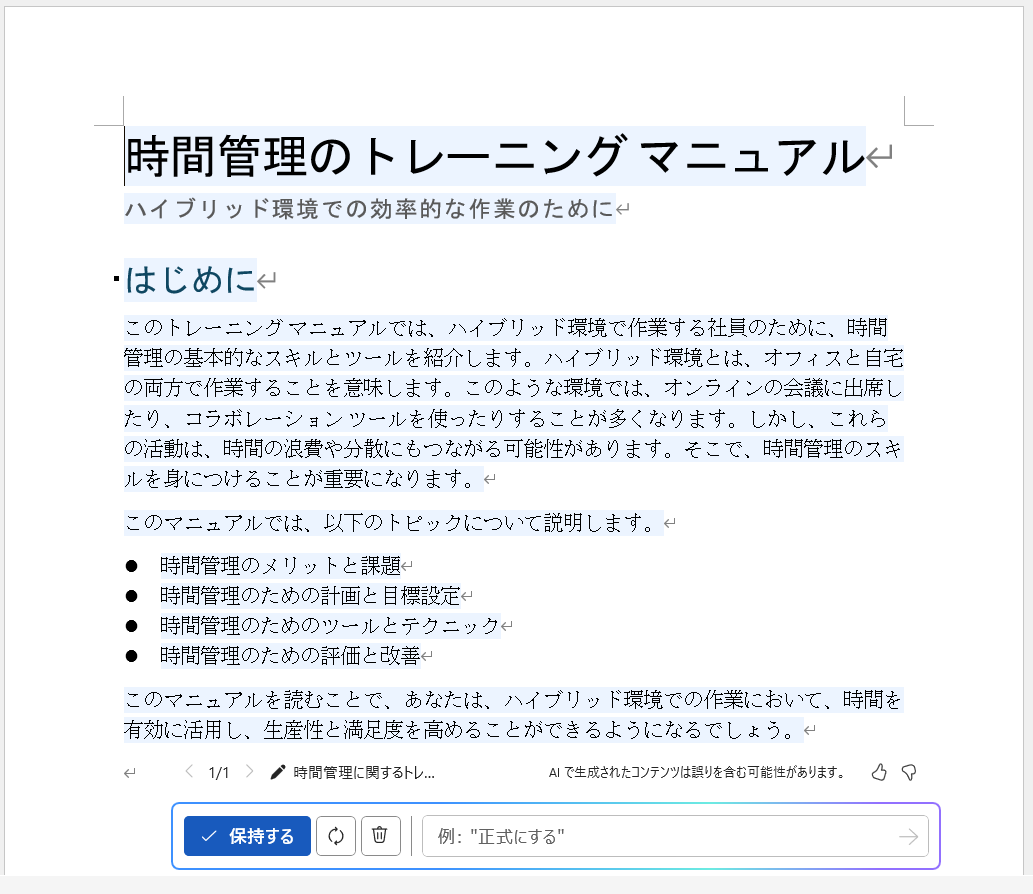 時間管理のトレーニング マニュアル↵
ハイブリッド環境での効率的な作業のために↵
はじめに↵
このトレーニング マニュアルでは、ハイブリッド環境で作業する社員のために、時間
管理の基本的なスキルとツールを紹介します。ハイブリッド環境とは、オフィスと自宅
の両方で作業することを意味します。このような環境では、オンラインの会議に出席し
たり、コラボレーション ツールを使ったりすることが多くなります。しかし、これら
の活動は、時間の浪費や分散にもつながる可能性があります。そこで、時間管理のスキ
ルを身につけることが重要になります。↵
このマニュアルでは、以下のトピックについて説明します。↵
● 時間管理のメリットと課題↵
● 時間管理のための計画と目標設定↵
● 時間管理のためのツールとテクニック↵
● 時間管理のための評価と改善↵
このマニュアルを読むことで、あなたは、ハイブリッド環境での作業において、時間を
有効に活用し、生産性と満足度を高めることができるようになるでしょう。↵
↵ 1/1 時間管理に関するトレ... AI で生成されたコンテンツは誤りを含む可能性があります。
保持する 例: "正式にする"